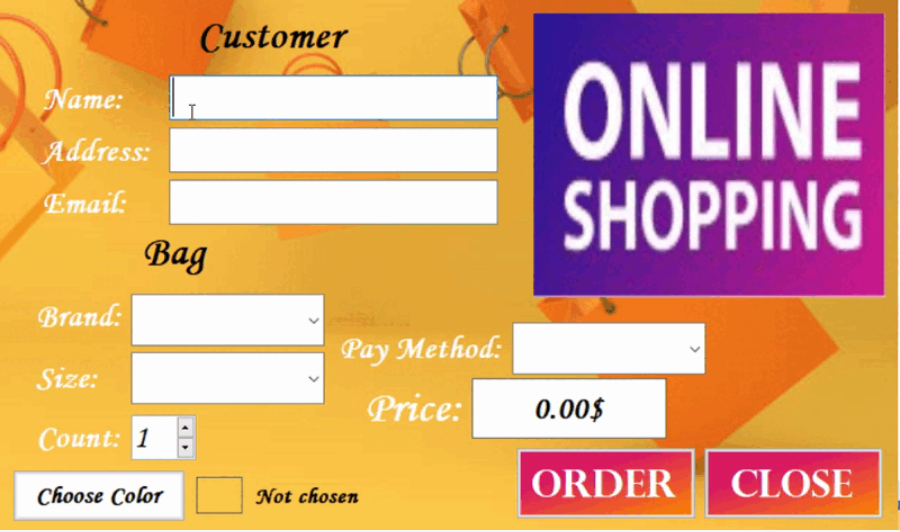 Customer
Name:
Address:
Email:
ONLINE
SHOPPING
Bag
Brand:
Size:
Count: 1
Choose Color Not chosen
Pay Method:
Price: 0.00$
ORDER CLOSE